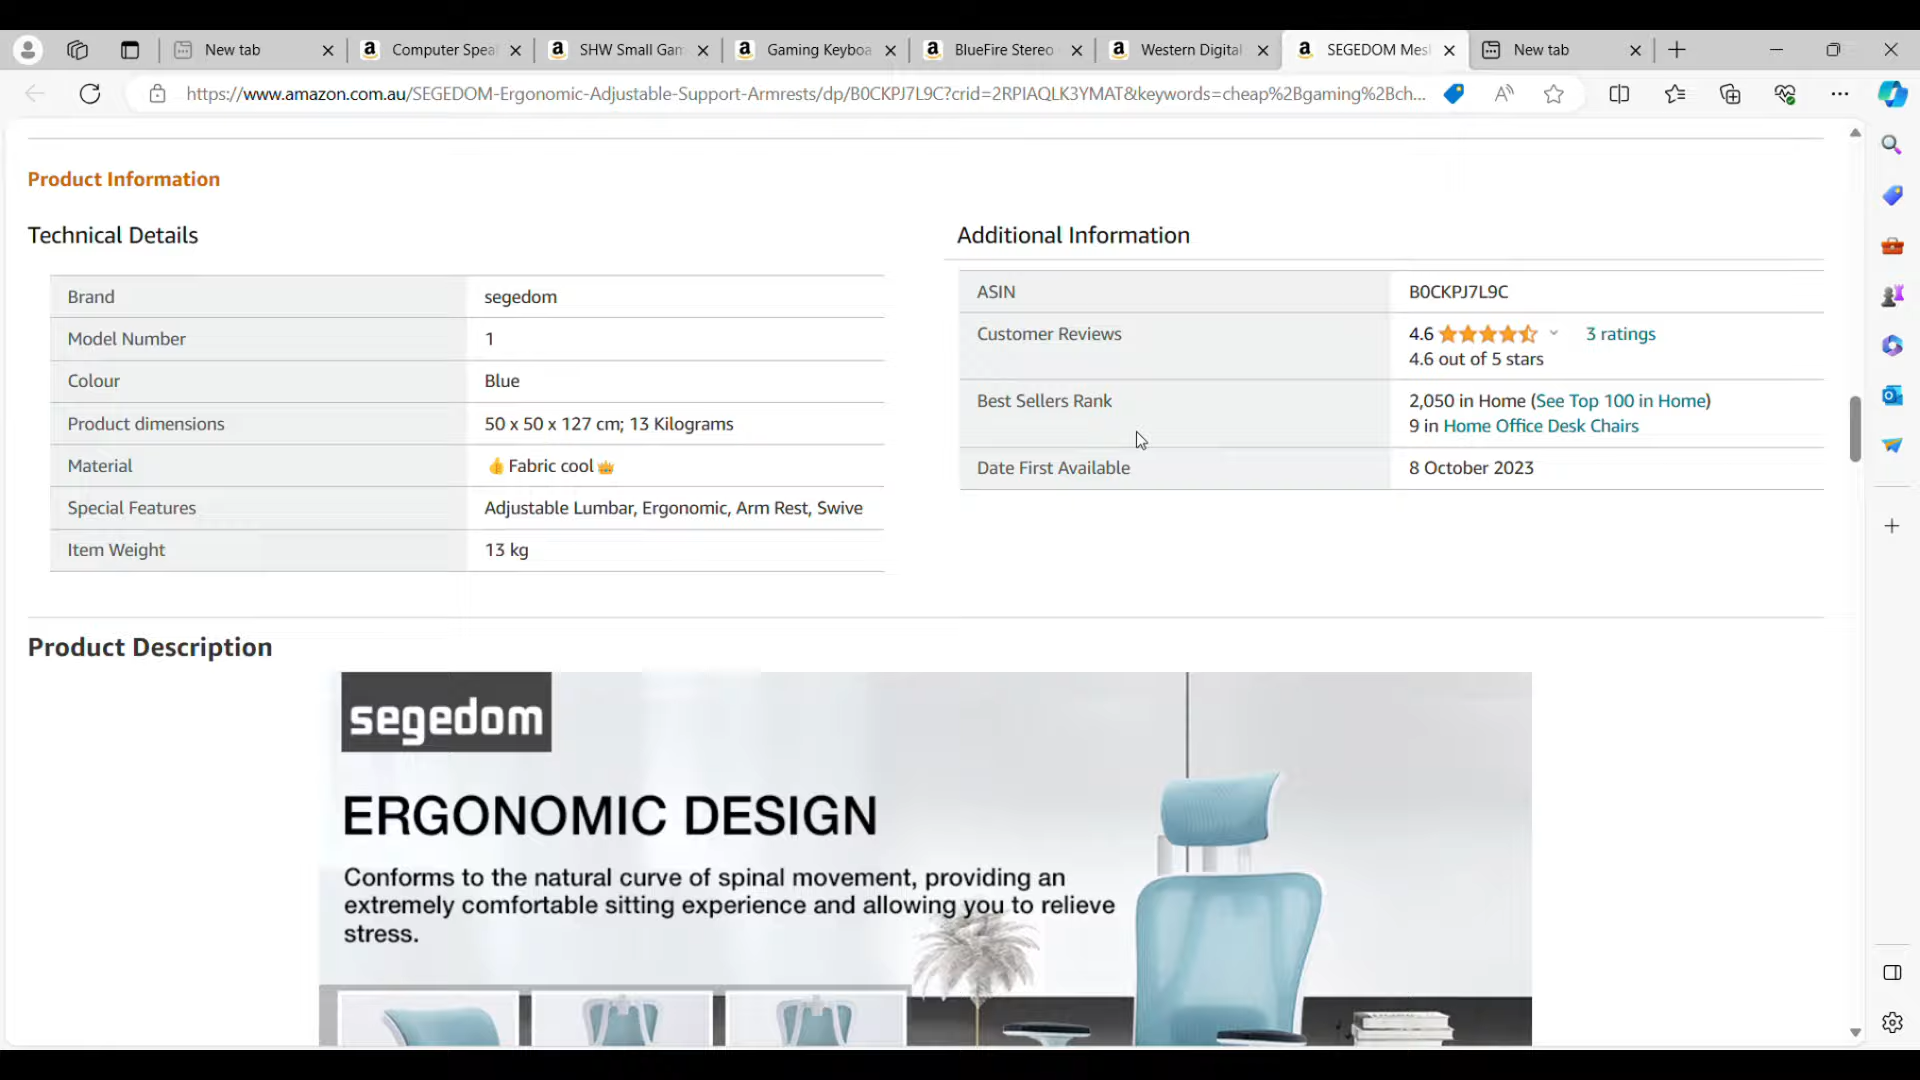 New tab
Computer Spea
SHW Small Gam
Gaming Keyboa
BlueFire Stereo
Western Digital
SEGEDOM Mesh
New tab
https://www.amazon.com.au/SEGEDOM-Ergonomic-Adjustable-Support-Armrests/dp/B0CKPJ7L9C?crid=2RPIAQLK3YMAT&keywords=cheap%2Bgaming%2Bch...
Product Information
Technical Details
Brand segedom
Model Number 1
Colour Blue
Product dimensions 50 x 50 x 127 cm; 13 Kilograms
Material 👍 Fabric cool 👑
Special Features Adjustable Lumbar, Ergonomic, Arm Rest, Swive
Item Weight 13 kg
Additional Information
ASIN B0CKPJ7L9C
Customer Reviews 4.6 3 ratings
4.6 out of 5 stars
Best Sellers Rank 2,050 in Home (See Top 100 in Home)
9 in Home Office Desk Chairs
Date First Available 8 October 2023
Product Description
segedom
ERGONOMIC DESIGN
Conforms to the natural curve of spinal movement, providing an
extremely comfortable sitting experience and allowing you to relieve
stress.